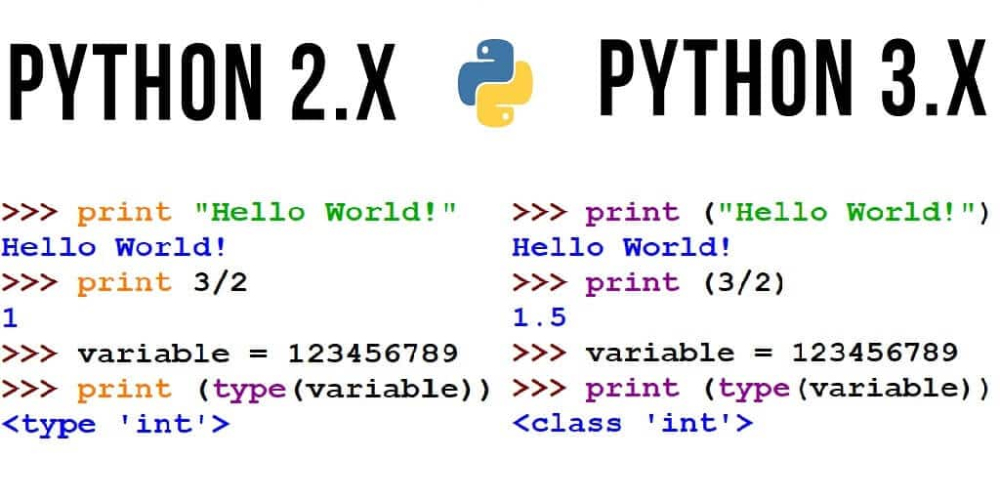 PYTHON 2.X
>>> print "Hello World!"
Hello World!
>>> print 3/2
1
>>> variable = 123456789
>>> print (type(variable))
<type 'int'>
PYTHON 3.X
>>> print ("Hello World!")
Hello World!
>>> print (3/2)
1.5
>>> variable = 123456789
>>> print (type(variable))
<class 'int'>